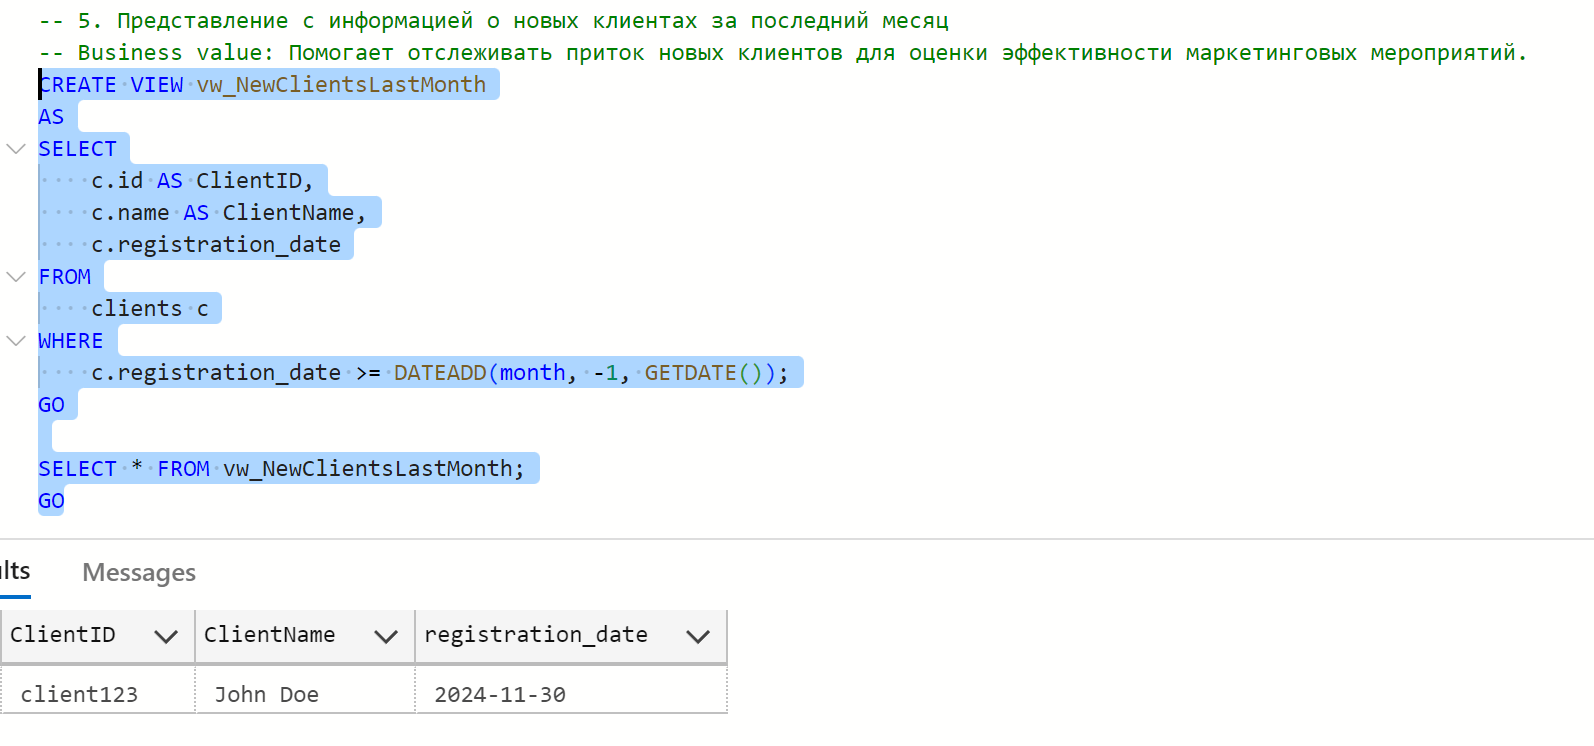 -- 5. Представление с информацией о новых клиентах за последний месяц
-- Business value: Помогает отслеживать приток новых клиентов для оценки эффективности маркетинговых мероприятий.
CREATE VIEW vw_NewClientsLastMonth
AS
SELECT
c.id AS ClientID,
c.name AS ClientName,
c.registration_date
FROM
clients c
WHERE
c.registration_date >= DATEADD(month, -1, GETDATE());
GO
SELECT * FROM vw_NewClientsLastMonth;
GO
lts Messages
ClientID ClientName registration_date
client123 John Doe 2024-11-30